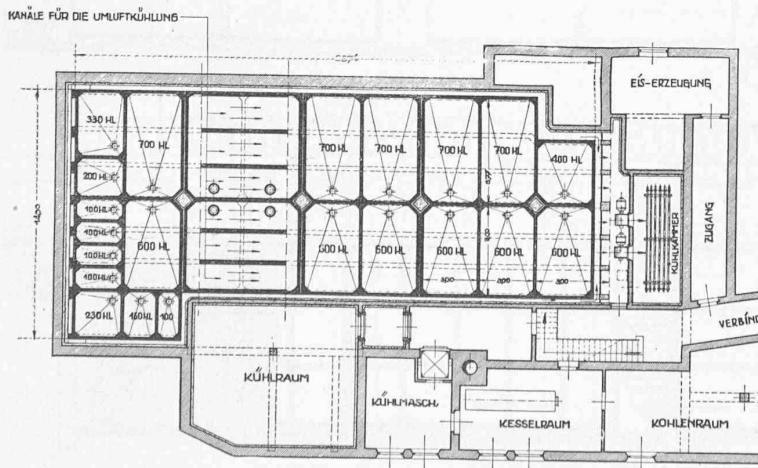 KANÄLE FÜR DIE UMLUFTKÜHLUNG
EIS-ERZEUGUNG
330 HL
700 HL
700 HL
700 HL
700 HL
700 HL
400 HL
200 HL
100 HL
100 HL
100 HL
100 HL
600 HL
600 HL
600 HL
600 HL
600 HL
600 HL
KÜHLKAMMER
ZUGANG
230 HL
160 HL
100
VERBIND
KÜHLRAUM
KÜHLMASCH.
KESSELRAUM
KOHLENRAUM